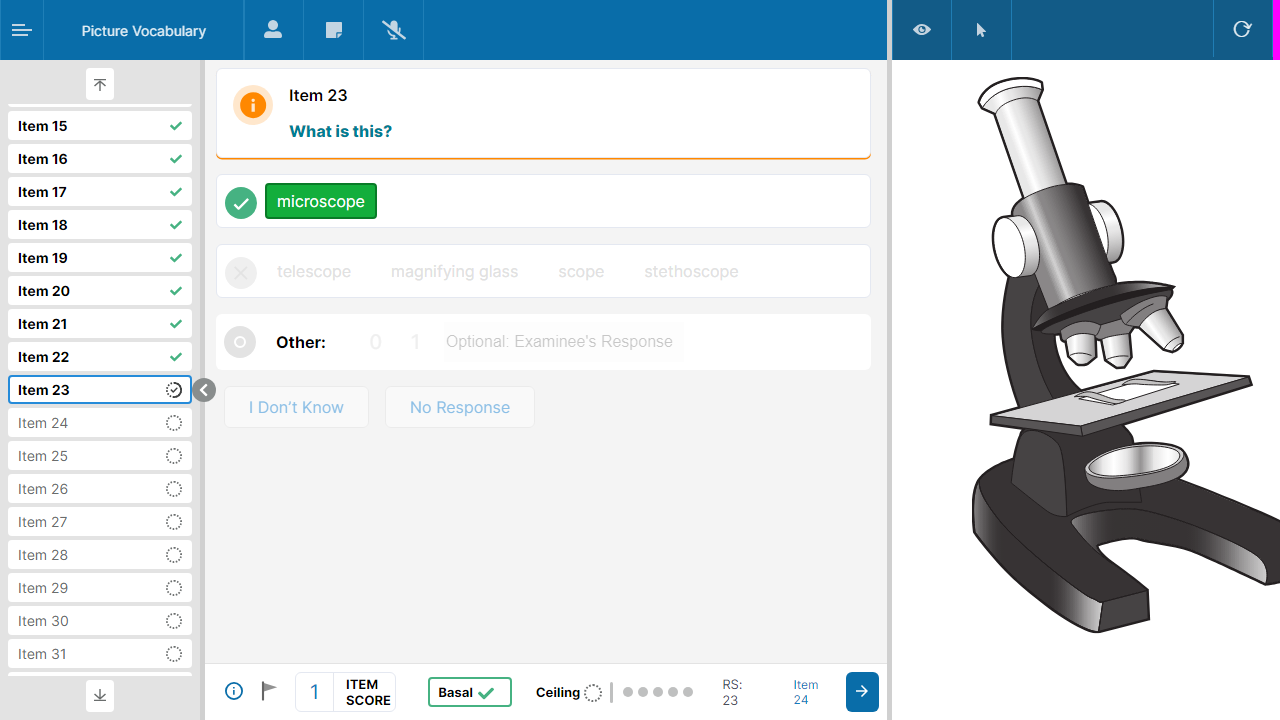 Picture Vocabulary
Item 15
Item 16
Item 17
Item 18
Item 19
Item 20
Item 21
Item 22
Item 23
Item 24
Item 25
Item 26
Item 27
Item 28
Item 29
Item 30
Item 31
Item 23
What is this?
microscope
telescope magnifying glass scope stethoscope
Other: 0 1 Optional: Examinee's Response
I Don't Know No Response
1 ITEM SCORE Basal Ceiling RS: 23 Item 24